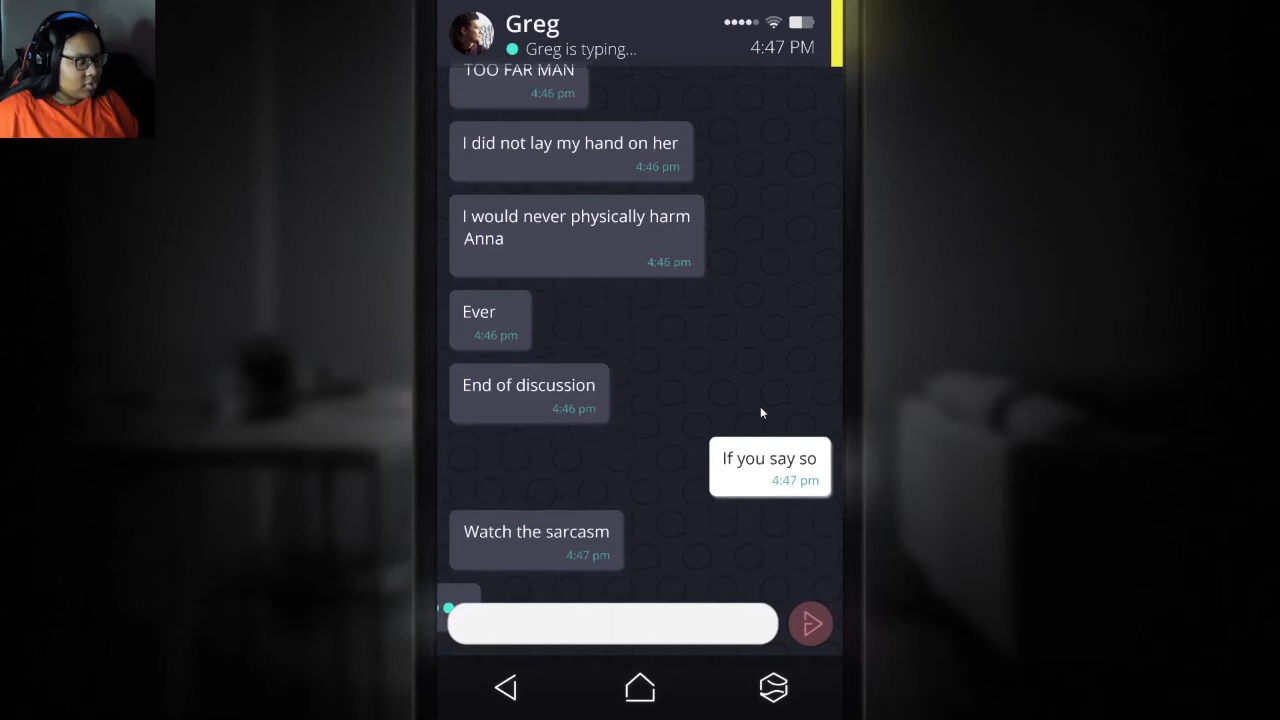 Greg
Greg is typing...
4:47 PM
TOO FAR MAN
4:46 pm
I did not lay my hand on her
4:46 pm
I would never physically harm
Anna
4:46 pm
Ever
4:46 pm
End of discussion
4:46 pm
If you say so
4:47 pm
Watch the sarcasm
4:47 pm